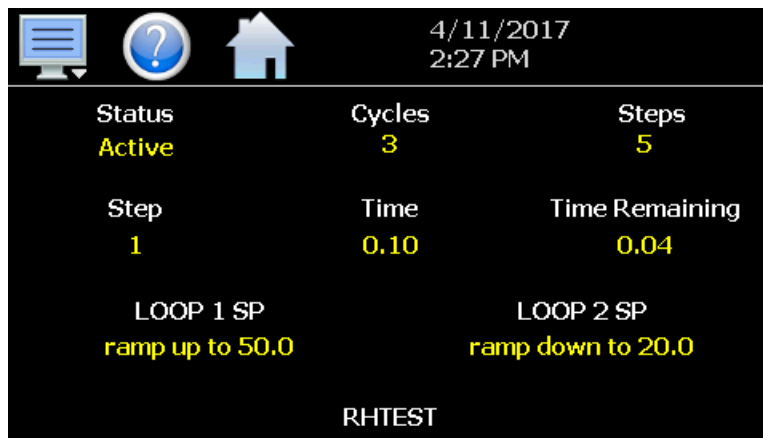 ?
4/11/2017
2:27 PM
Status Cycles Steps
Active 3 5
Step Time Time Remaining
1 0.10 0.04
LOOP 1 SP LOOP 2 SP
ramp up to 50.0 ramp down to 20.0
RHTEST